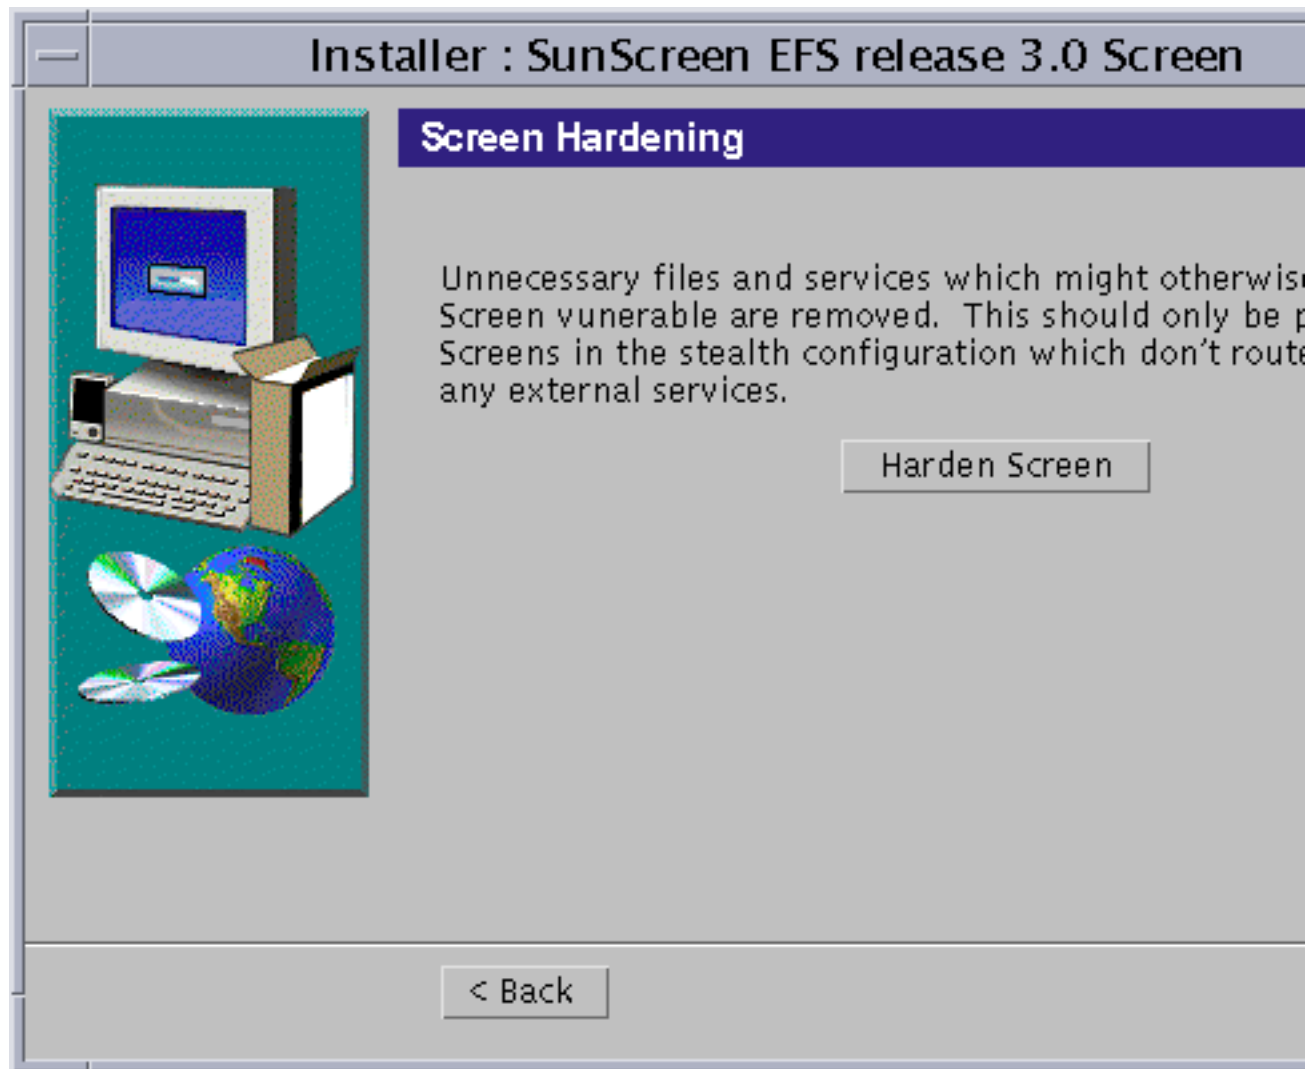 Installer : SunScreen EFS release 3.0 Screen
Screen Hardening
Unnecessary files and services which might
Screen vunerable are removed.  This should only be
Screens in the stealth configuration which don't
any external services.
Harden Screen
< Back